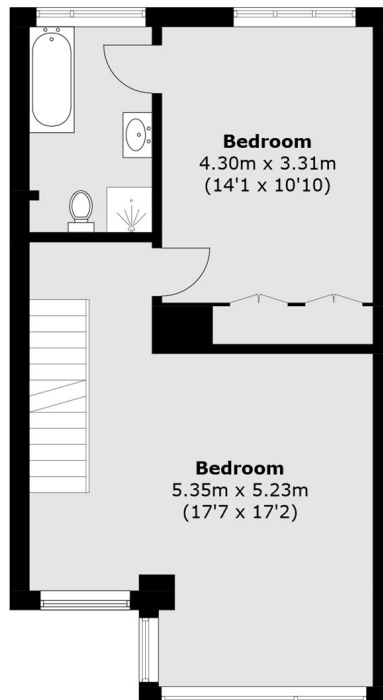 Bedroom
4.30m x 3.31m
(14'1 x 10'10)
Bedroom
5.35m x 5.23m
(17'7 x 17'2)